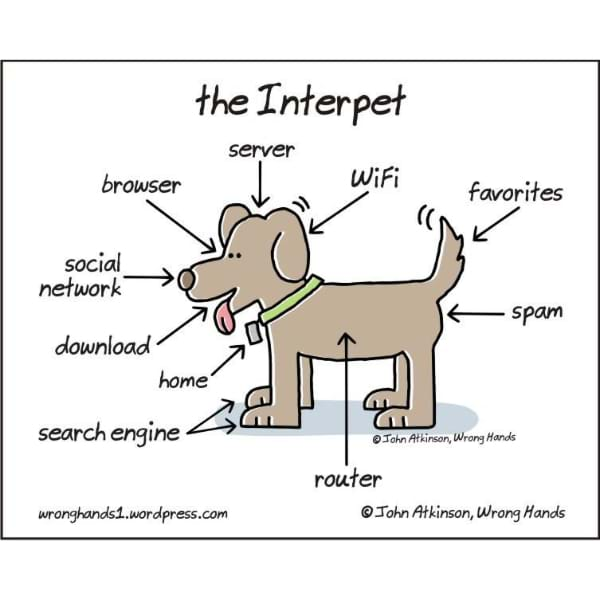 the Interpet
server
browser
WiFi
favorites
social
network
spam
download
home
search engine
© John Atkinson, Wrong Hands
router
wronghands1.wordpress.com
© John Atkinson, Wrong Hands